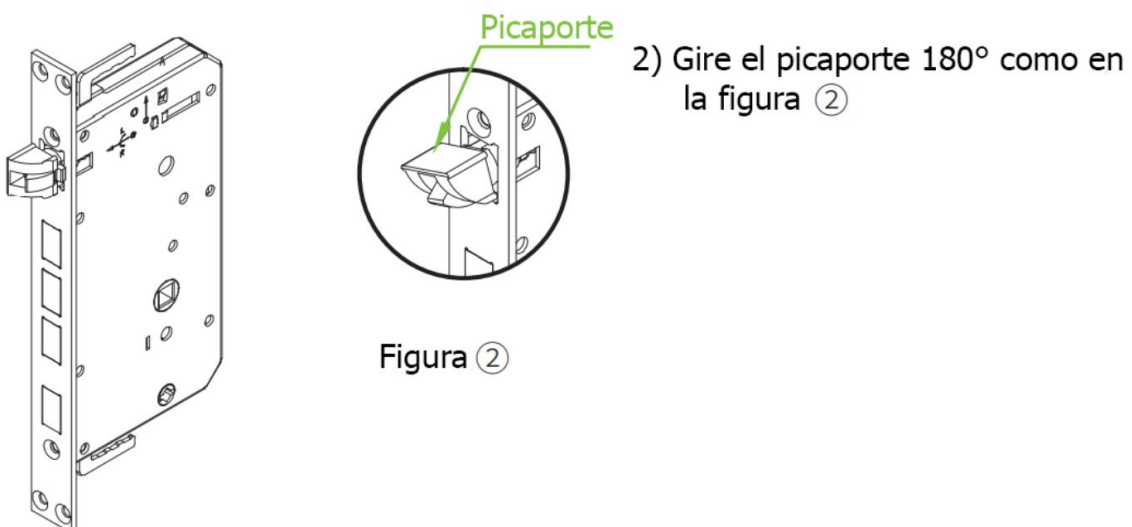 Picaporte
2) Gire el picaporte 180° como en
la figura ②
Figura ②